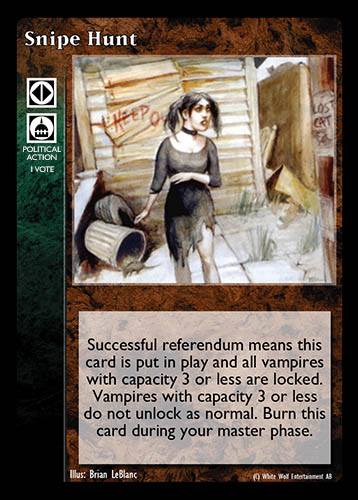 Snipe Hunt
KEEP O
LOST
CAT
POLITICAL
ACTION
1 VOTE
Successful referendum means this
card is put in play and all vampires
with capacity 3 or less are locked.
Vampires with capacity 3 or less
do not unlock as normal. Burn this
card during your master phase.
Illus: Brian LeBlanc
(C) White Wolf Entertainment AB